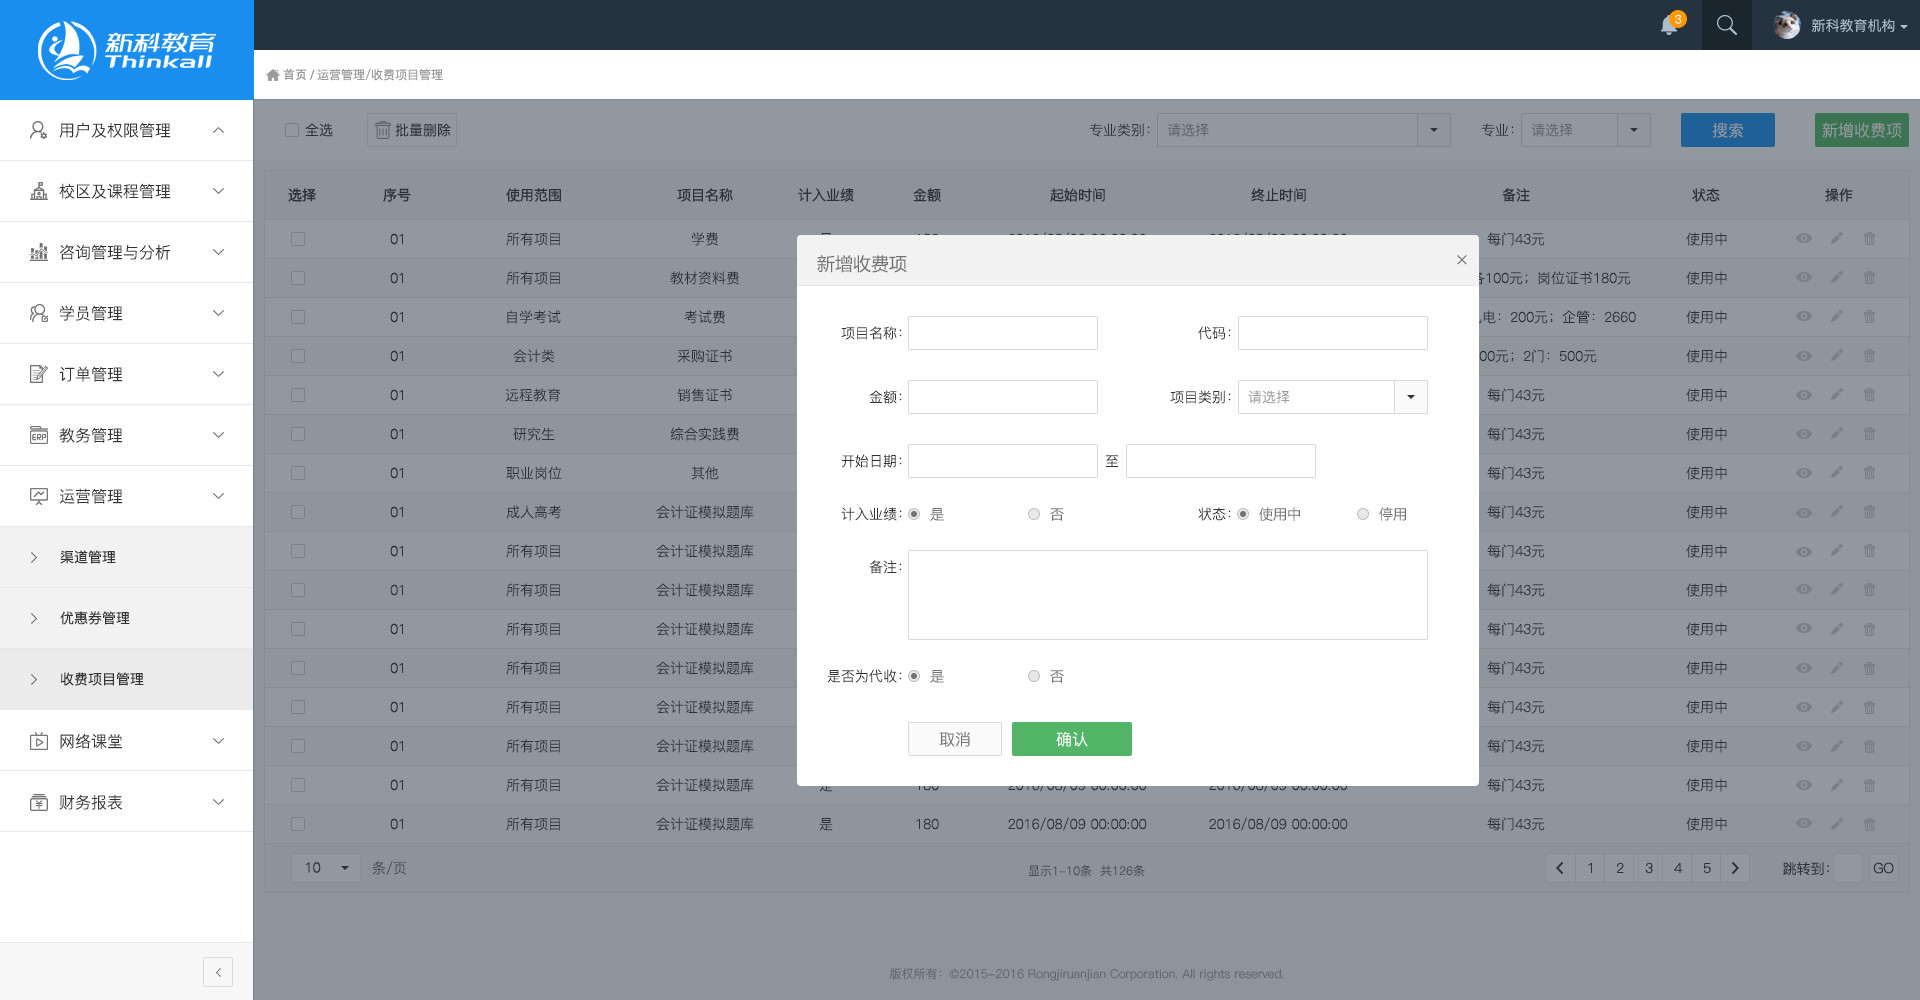 新科教育
Thinkall
3
新科教育机构
首页 / 运营管理/收费项目管理
用户及权限管理
校区及课程管理
咨询管理与分析
学员管理
订单管理
ERP 教务管理
运营管理
渠道管理
优惠券管理
收费项目管理
网络课堂
财务报表
全选 批量删除 专业类别: 请选择 专业: 请选择 搜索 新增收费项
选择 序号 使用范围 项目名称 计入业绩 金额 起始时间 终止时间 备注 状态 操作
01 所有项目 学费 每门43元 使用中
01 所有项目 教材资料费 100元；岗位证书180元 使用中
01 自学考试 考试费 电：200元；企管：2660 使用中
01 会计类 采购证书 00元；2门：500元 使用中
01 远程教育 销售证书 每门43元 使用中
01 研究生 综合实践费 每门43元 使用中
01 职业岗位 其他 每门43元 使用中
01 成人高考 会计证模拟题库 每门43元 使用中
01 所有项目 会计证模拟题库 每门43元 使用中
01 所有项目 会计证模拟题库 每门43元 使用中
01 所有项目 会计证模拟题库 每门43元 使用中
01 所有项目 会计证模拟题库 每门43元 使用中
01 所有项目 会计证模拟题库 每门43元 使用中
01 所有项目 会计证模拟题库 每门43元 使用中
01 所有项目 会计证模拟题库 是 180 2016/08/09 00:00:00 2016/08/09 00:00:00 每门43元 使用中
01 所有项目 会计证模拟题库 是 180 2016/08/09 00:00:00 2016/08/09 00:00:00 每门43元 使用中
10 条/页 显示1-10条 共126条 1 2 3 4 5 跳转到: GO
新增收费项
项目名称: 代码:
金额: 项目类别: 请选择
开始日期: 至
计入业绩: 是 否 状态: 使用中 停用
备注:
是否为代收: 是 否
取消 确认
版权所有：©2015-2016 Rongjiruanjian Corporation. All rights reserved.